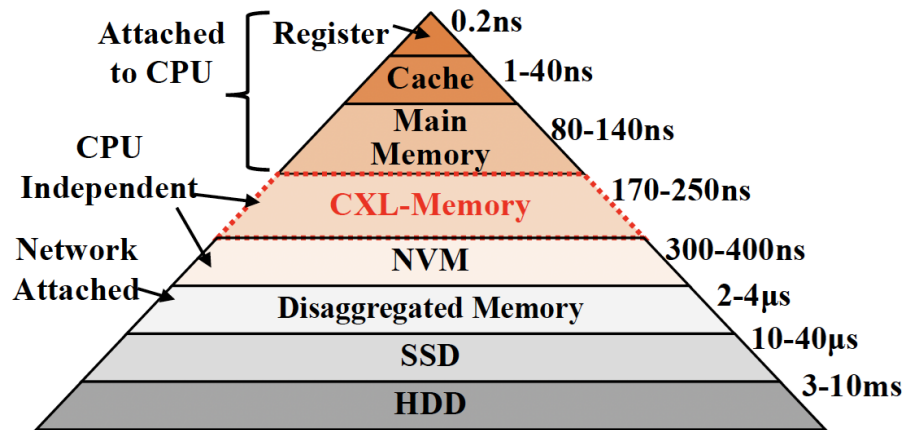 Attached
to CPU
Register
0.2ns
Cache
1-40ns
Main
Memory
80-140ns
CPU
Independent
CXL-Memory
170-250ns
Network
Attached
NVM
300-400ns
Disaggregated Memory
2-4μs
SSD
10-40μs
HDD
3-10ms